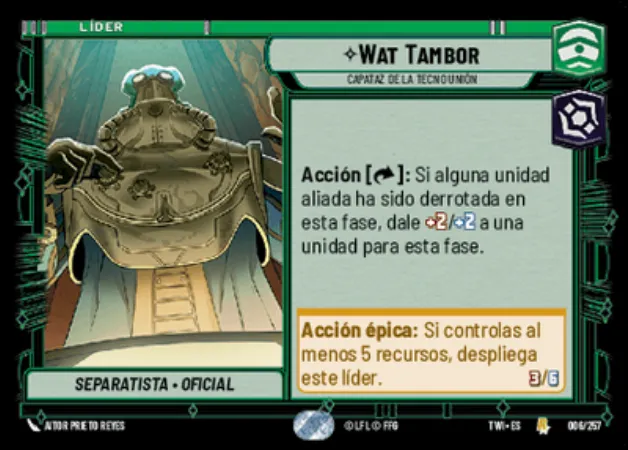 LÍDER
WAT TAMBOR
CAPATAZ DE LA TECNOUNIÓN
Acción [ ]: Si alguna unidad
aliada ha sido derrotada en
esta fase, dale +2/+2 a una
unidad para esta fase.
Acción épica: Si controlas al
menos 5 recursos, despliega
este líder.
3/6
SEPARATISTA • OFICIAL
AITOR PRIETO REYES
© LFL © FFG
TWI • ES
006/257